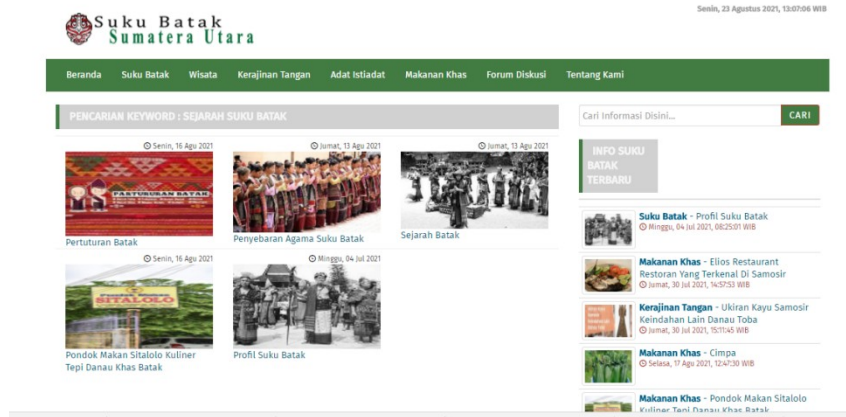 Senin, 23 Agustus 2021, 13:07:06 WIB
Suku Batak
Sumatera Utara
Beranda Suku Batak Wisata Kerajinan Tangan Adat Istiadat Makanan Khas Forum Diskusi Tentang Kami
PENCARIAN KEYWORD : SEJARAH SUKU BATAK
Senin, 16 Agu 2021
PARTUTURAN BATAK
Pertuturan Batak
Jumat, 13 Agu 2021
Penyebaran Agama Suku Batak
Jumat, 13 Agu 2021
Sejarah Batak
Senin, 16 Agu 2021
Pondok Makan
SITALOLO
Pondok Makan Sitalolo Kuliner
Tepi Danau Khas Batak
Minggu, 04 Jul 2021
Profil Suku Batak
Cari Informasi Disini...
CARI
INFO SUKU
BATAK
TERBARU
Suku Batak - Profil Suku Batak
Minggu, 04 Jul 2021, 08:25:01 WIB
Makanan Khas - Elios Restaurant
Restoran Yang Terkenal Di Samosir
Jumat, 30 Jul 2021, 14:57:53 WIB
Kerajinan Tangan - Ukiran Kayu Samosir
Keindahan Lain Danau Toba
Jumat, 30 Jul 2021, 15:11:45 WIB
Makanan Khas - Cimpa
Selasa, 17 Agu 2021, 12:47:30 WIB
Makanan Khas - Pondok Makan Sitalolo
Kuliner Tepi Danau Khas Batak